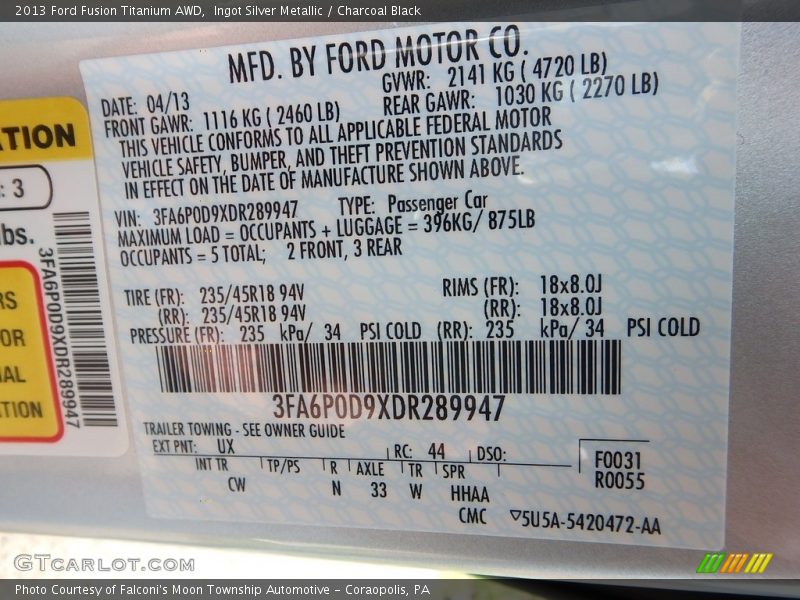 2013 Ford Fusion Titanium AWD, Ingot Silver Metallic / Charcoal Black
MFD. BY FORD MOTOR CO.
DATE: 04/13 GVWR: 2141 KG ( 4720 LB)
FRONT GAWR: 1116 KG ( 2460 LB) REAR GAWR: 1030 KG ( 2270 LB)
THIS VEHICLE CONFORMS TO ALL APPLICABLE FEDERAL MOTOR
VEHICLE SAFETY, BUMPER, AND THEFT PREVENTION STANDARDS
IN EFFECT ON THE DATE OF MANUFACTURE SHOWN ABOVE.
VIN: 3FA6P0D9XDR289947 TYPE: Passenger Car
MAXIMUM LOAD = OCCUPANTS + LUGGAGE = 396KG/ 875LB
OCCUPANTS = 5 TOTAL; 2 FRONT, 3 REAR
TIRE (FR): 235/45R18 94V RIMS (FR): 18x8.0J
(RR): 235/45R18 94V (RR): 18x8.0J
PRESSURE (FR): 235 kPa/ 34 PSI COLD (RR): 235 kPa/ 34 PSI COLD
3FA6P0D9XDR289947
TRAILER TOWING - SEE OWNER GUIDE
EXT PNT: UX RC: 44 DSO:
INT TR TP/PS R AXLE TR SPR
CW N 33 W HHAA
CMC
F0031
R0055
5U5A-5420472-AA
ATION
: 3
bs.
3FA6P0D9XDR289947
RS
OR
IAL
TION
GTCARLOT.COM
Photo Courtesy of Falconi's Moon Township Automotive – Coraopolis, PA